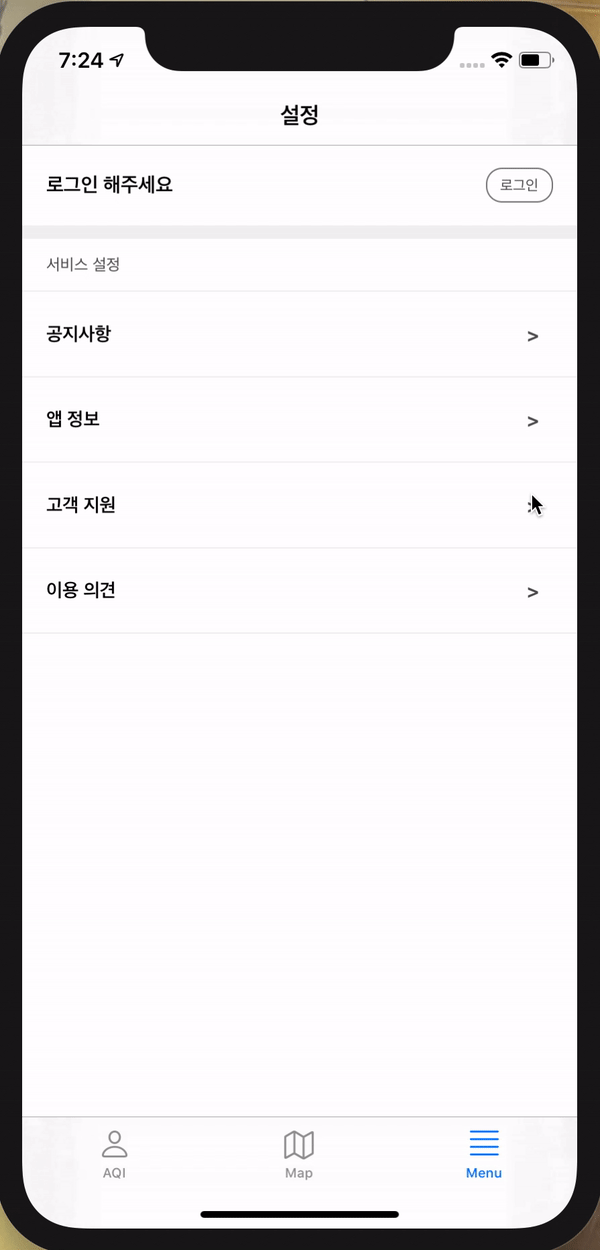 7:24
설정
로그인 해주세요
로그인
서비스 설정
공지사항
>
앱 정보
>
고객 지원
이용 의견
>
AQI
Map
Menu